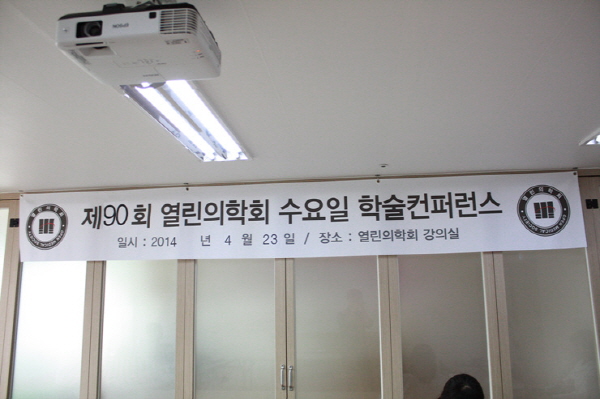 EPSON
제90회 열린의학회 수요일 학술컨퍼런스
일시 : 2014 년 4 월 23 일 / 장소 : 열린의학회 강의실